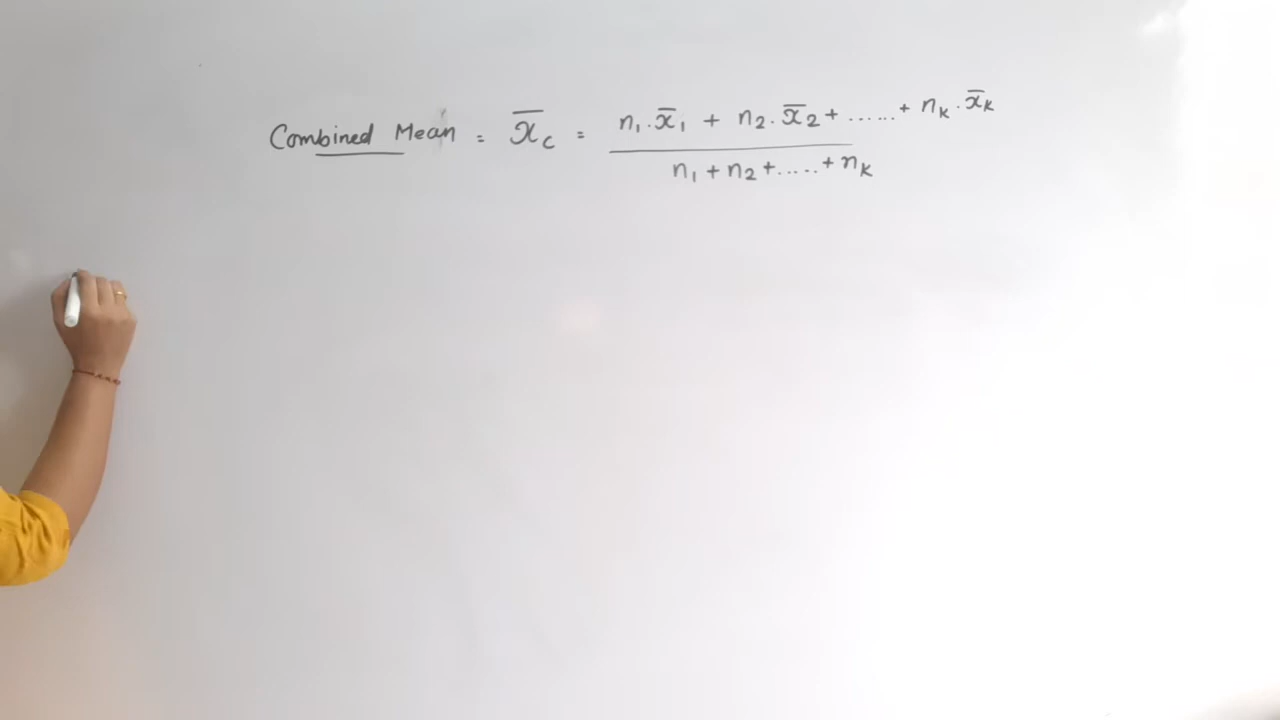 Combined Mean = x̄c = n1.x̄1 + n2.x̄2 + ...... + nk.x̄k
n1 + n2 + ..... + nk